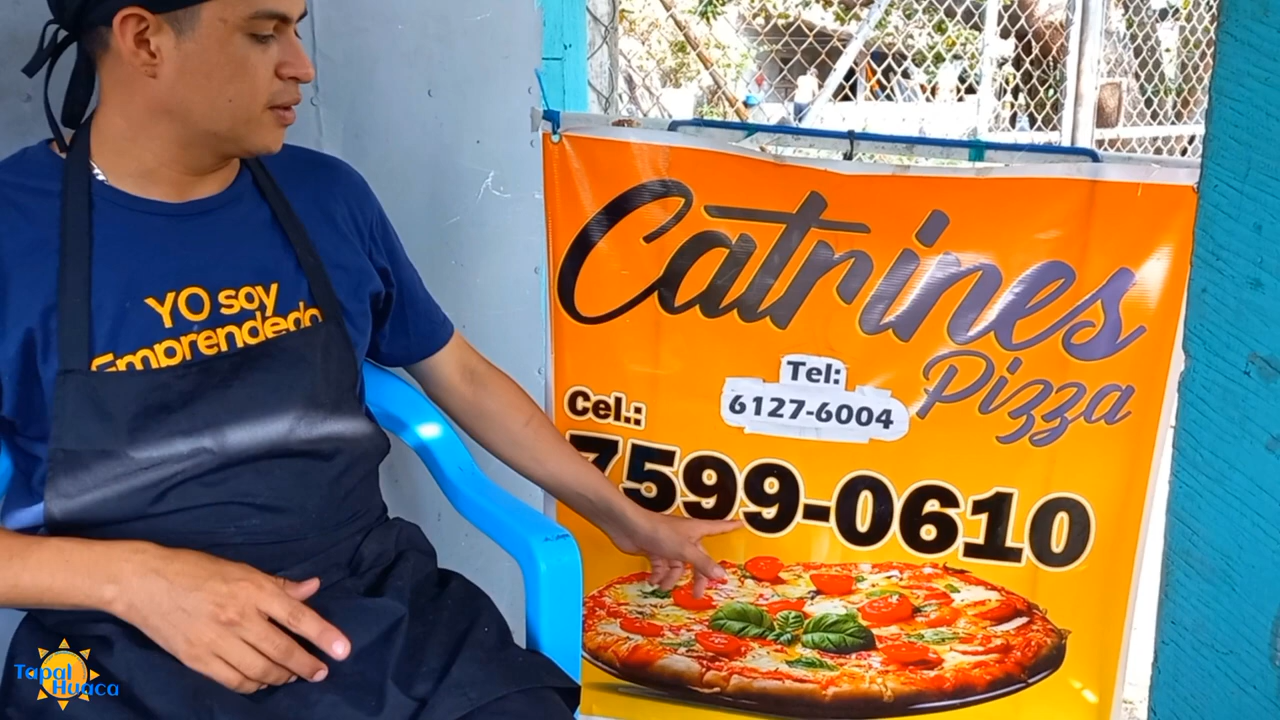 YO soy
Emprendedo
Catrines
Pizza
Tel:
6127-6004
Cel.:
7599-0610
Tapal
Huaca